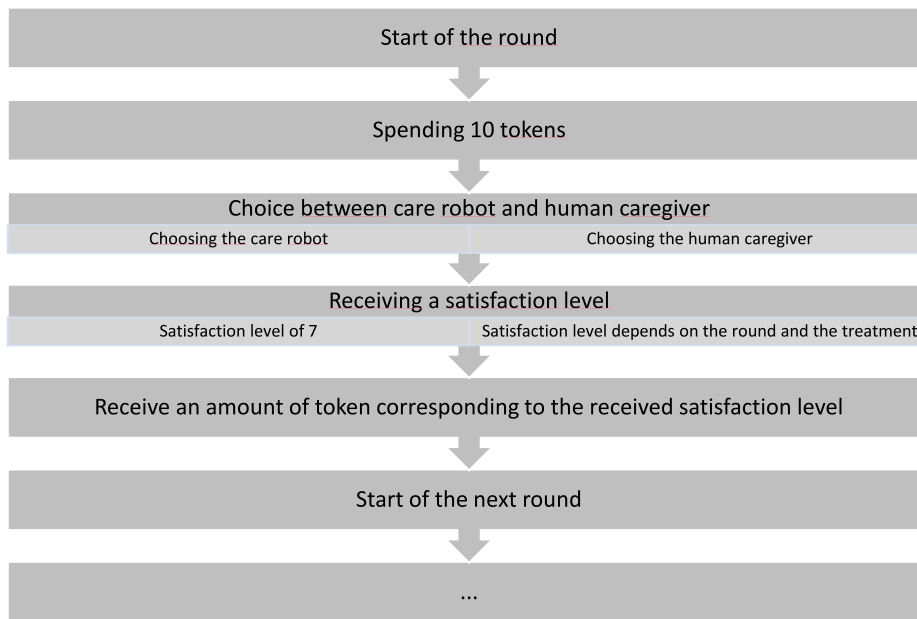 Start of the round
Spending 10 tokens
Choice between care robot and human caregiver
Choosing the care robot
Choosing the human caregiver
Receiving a satisfaction level
Satisfaction level of 7
Satisfaction level depends on the round and the treatment
Receive an amount of token corresponding to the received satisfaction level
Start of the next round
...